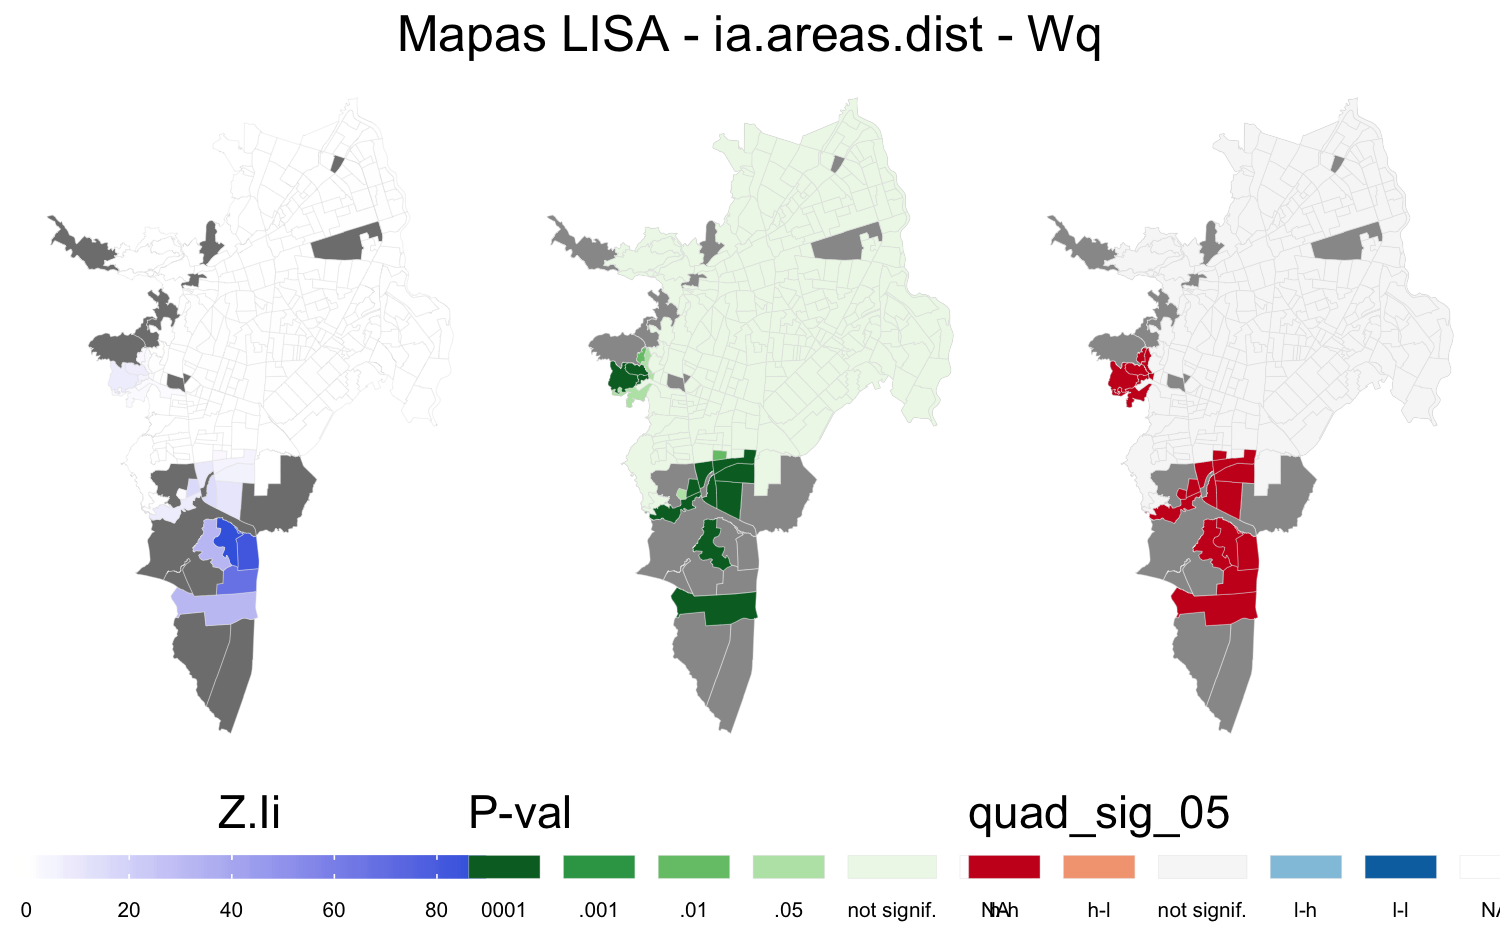 Mapas LISA - ia.areas.dist - Wq
Z.Ii
P-val
quad_sig_05
0 20 40 60 80
0001 .001 .01 .05 not signif. NA
h-h h-l not signif. l-h l-l NA